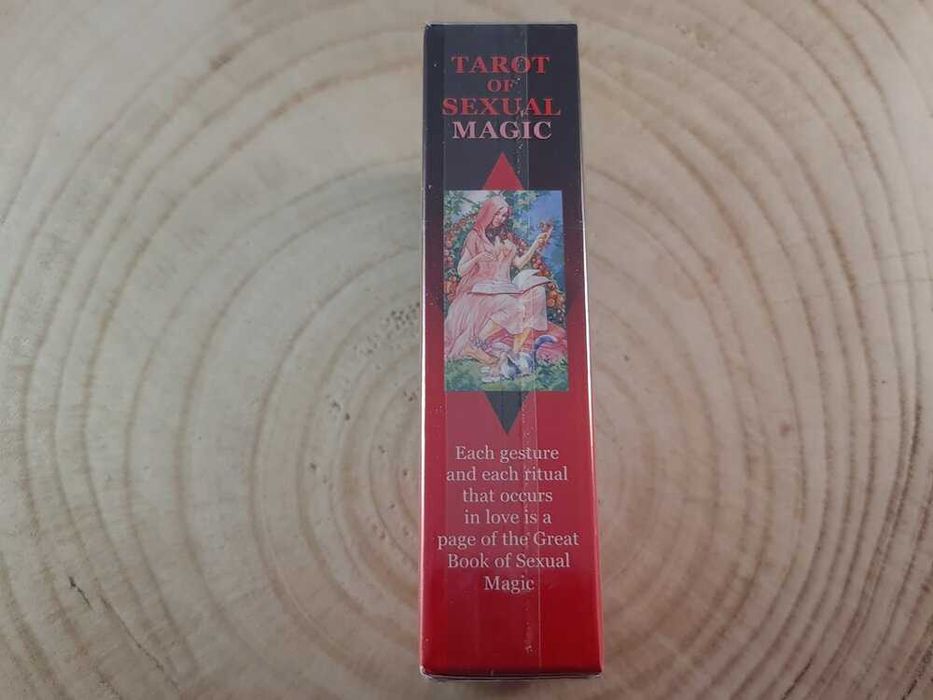 TAROT
OF
SEXUAL
MAGIC
Each gesture
and each ritual
that occurs
in love is a
page of the Great
Book of Sexual
Magic